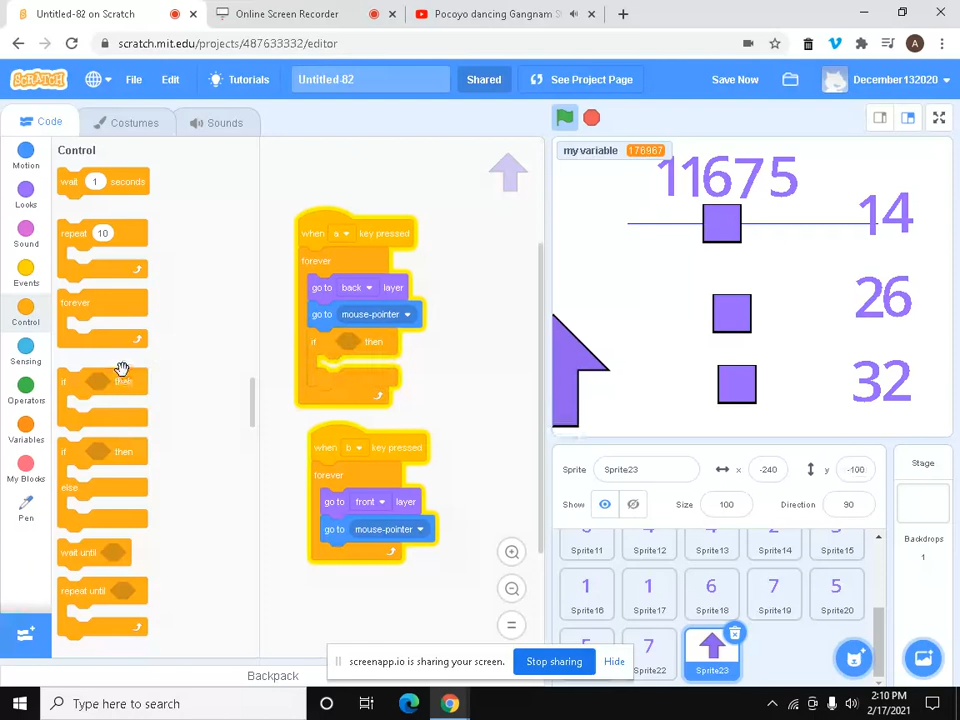 Untitled-82 on Scratch
Online Screen Recorder
Pocoyo dancing Gangnam S
scratch.mit.edu/projects/487633332/editor
A
SCRATCH
File
Edit
Tutorials
Untitled-82
Shared
See Project Page
Save Now
December132020
Code
Costumes
Sounds
Motion
Looks
Sound
Events
Control
Sensing
Operators
Variables
My Blocks
Pen
Control
wait 1 seconds
repeat 10
forever
if then
if then
else
wait until
repeat until
when a key pressed
forever
go to back layer
go to mouse-pointer
if then
when b key pressed
forever
go to front layer
go to mouse-pointer
my variable 176967
11675
14
26
32
Sprite Sprite23 x -240 y -100
Show Size 100 Direction 90
Stage
Backdrops
1
Sprite11 Sprite12 Sprite13 Sprite14 Sprite15
1 1 6 7 5
Sprite16 Sprite17 Sprite18 Sprite19 Sprite20
7
Sprite22 Sprite23
screenapp.io is sharing your screen. Stop sharing Hide
Backpack
Type here to search
2:10 PM
2/17/2021